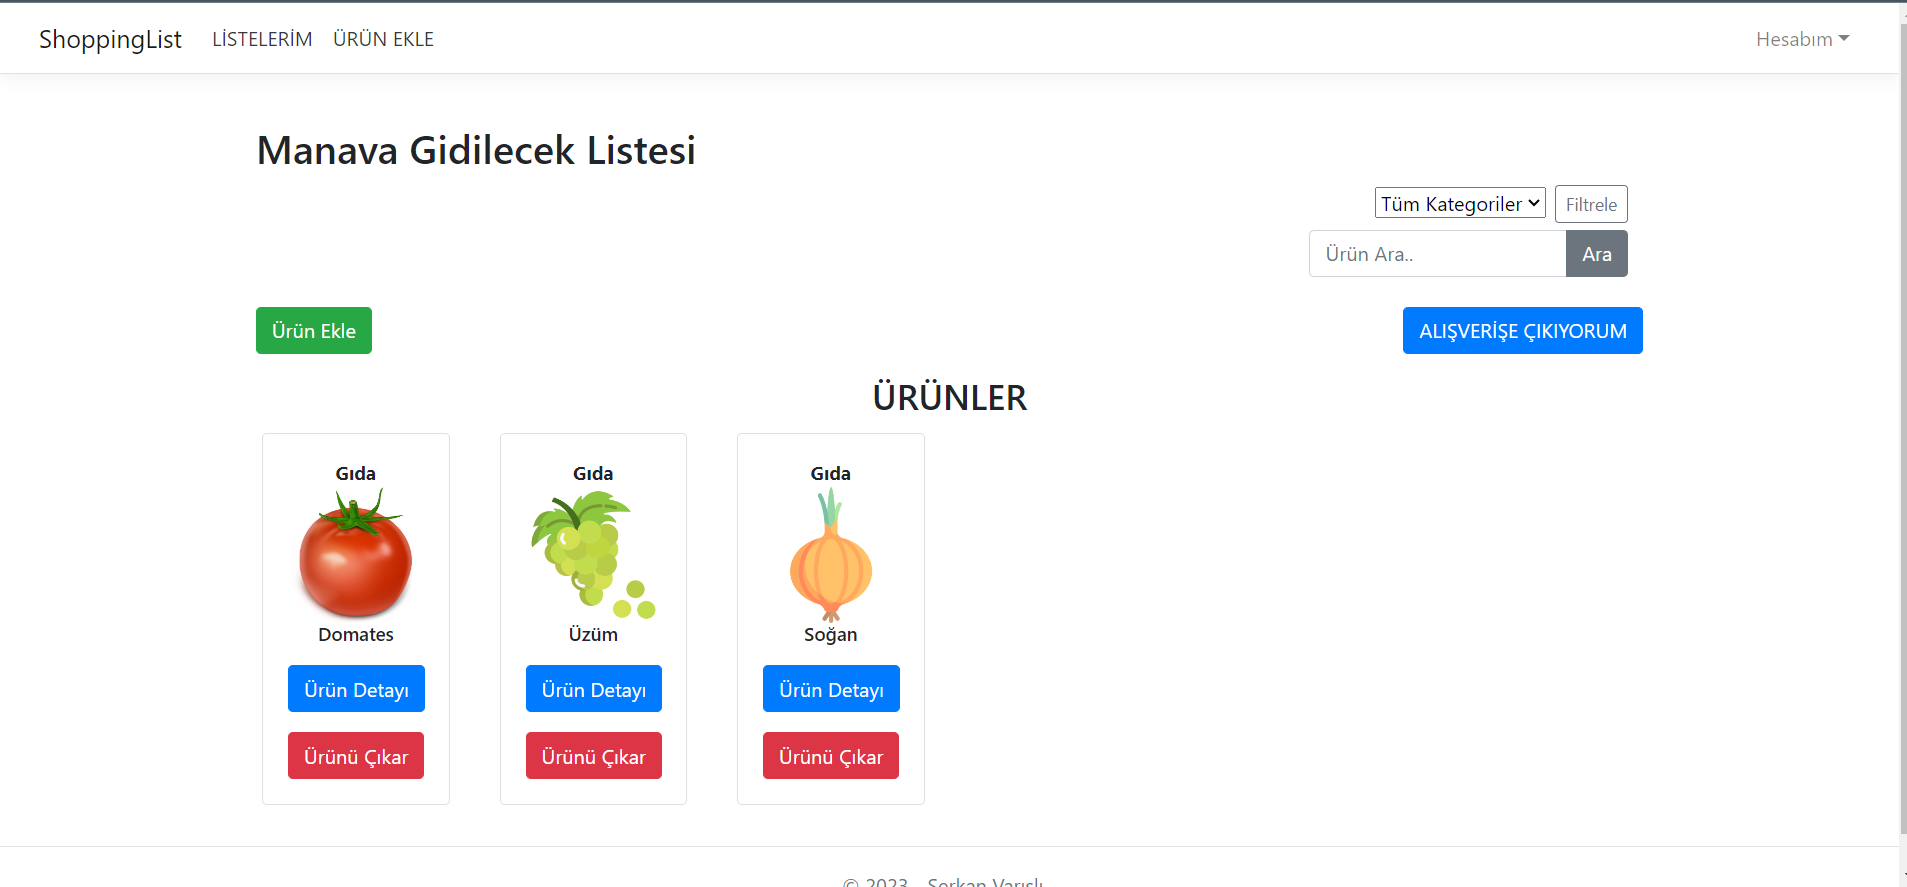 ShoppingList LİSTELERİM ÜRÜN EKLE Hesabım
Manava Gidilecek Listesi
Tüm Kategoriler Filtrele
Ürün Ara.. Ara
Ürün Ekle ALIŞVERİŞE ÇIKIYORUM
ÜRÜNLER
Gıda Gıda Gıda
Domates Üzüm Soğan
Ürün Detayı Ürün Detayı Ürün Detayı
Ürünü Çıkar Ürünü Çıkar Ürünü Çıkar
© 2023 - Serkan Varışlı